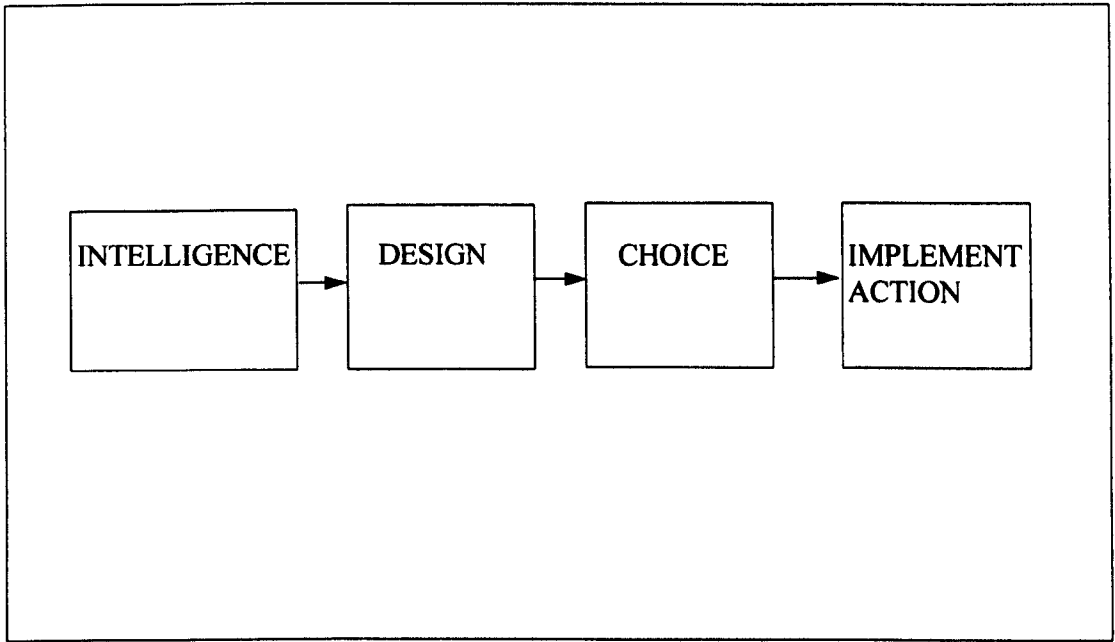 INTELLIGENCE
DESIGN
CHOICE
IMPLEMENT
ACTION